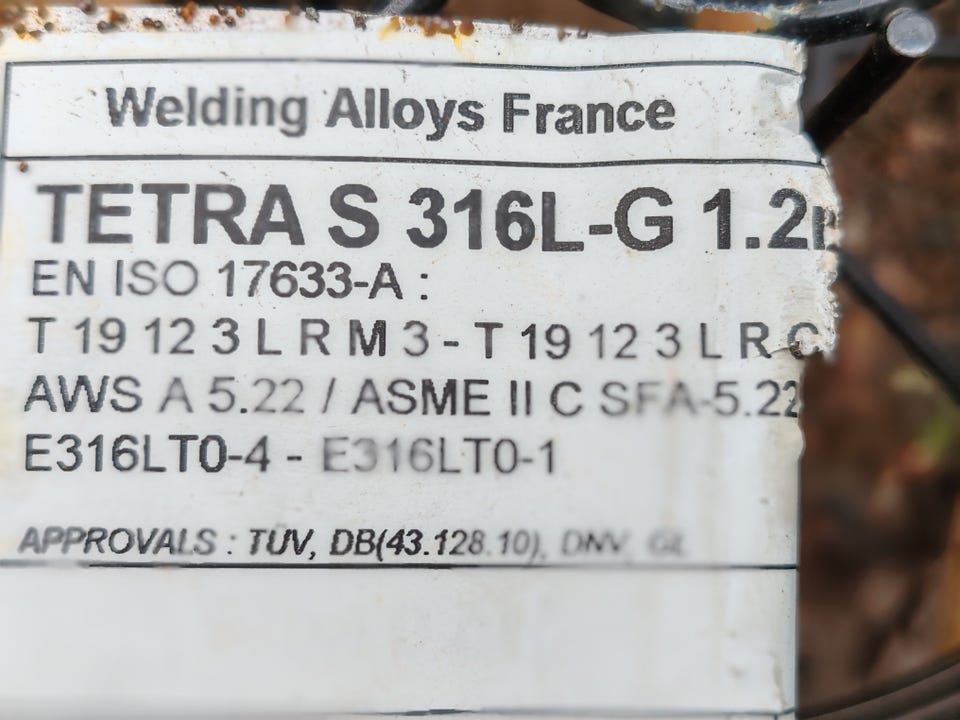 Welding Alloys France
TETRA S 316L-G 1.2
EN ISO 17633-A :
T 19 12 3 L R M 3 - T 19 12 3 L R C
AWS A 5.22 / ASME II C SFA-5.22
E316LT0-4 - E316LT0-1
APPROVALS : TÜV, DB(43.128.10), DNV, GL